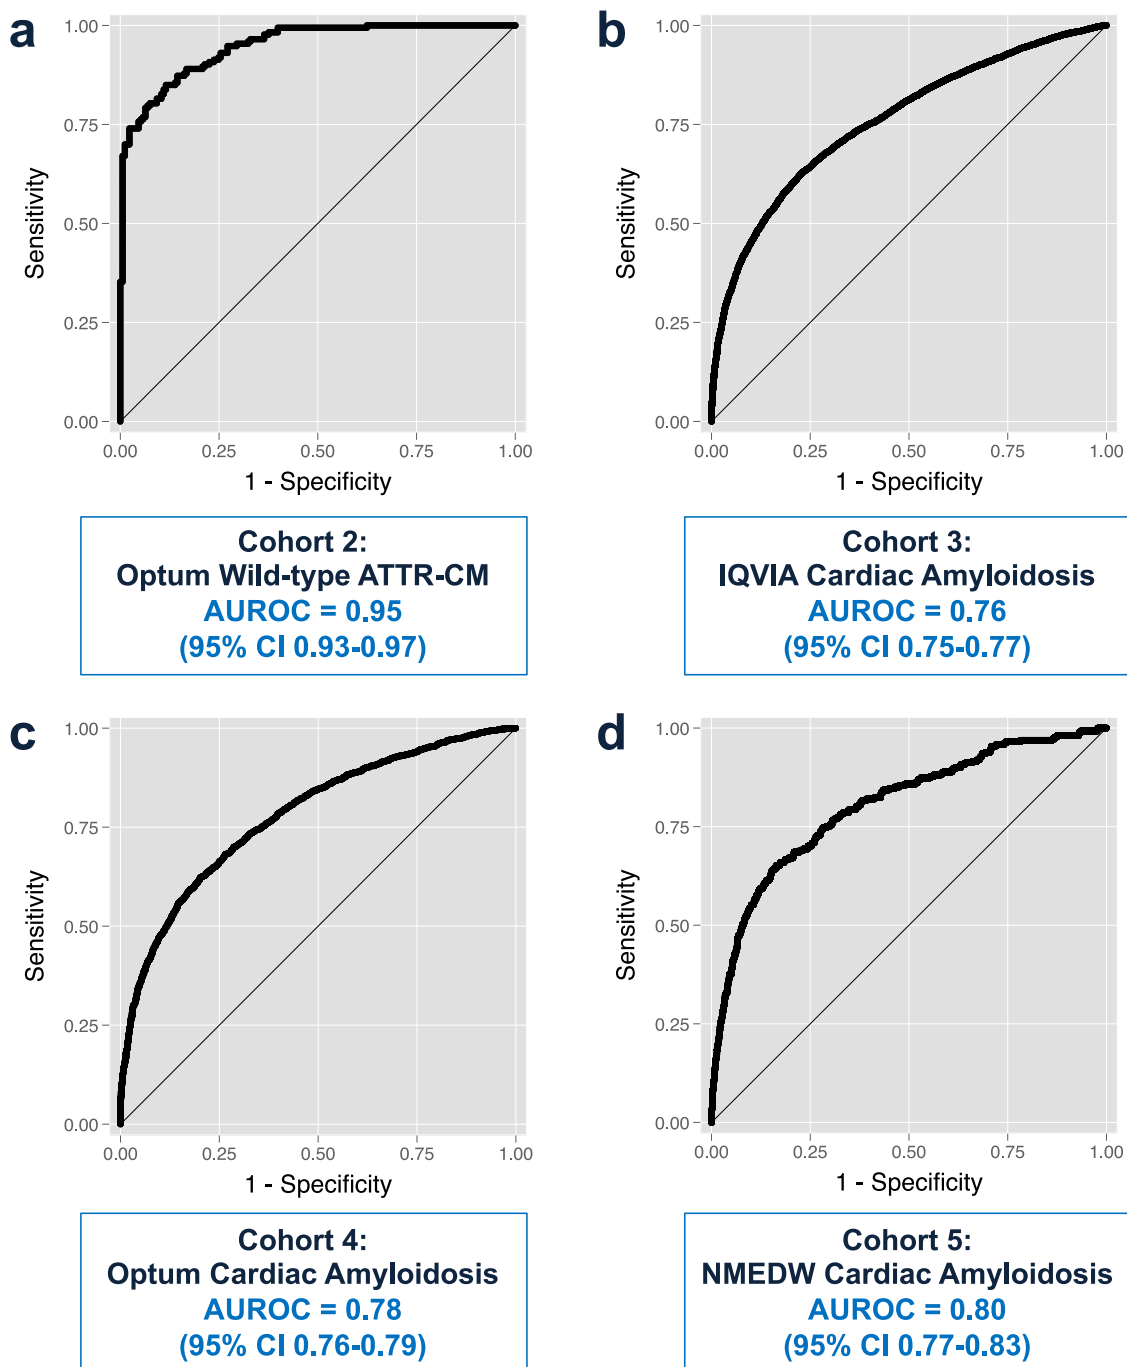 a
1.00
0.75
0.50
0.25
0.00
Sensitivity
0.00 0.25 0.50 0.75 1.00
1 - Specificity
Cohort 2:
Optum Wild-type ATTR-CM
AUROC = 0.95
(95% CI 0.93-0.97)
b
1.00
0.75
0.50
0.25
0.00
Sensitivity
0.00 0.25 0.50 0.75 1.00
1 - Specificity
Cohort 3:
IQVIA Cardiac Amyloidosis
AUROC = 0.76
(95% CI 0.75-0.77)
c
1.00
0.75
0.50
0.25
0.00
Sensitivity
0.00 0.25 0.50 0.75 1.00
1 - Specificity
Cohort 4:
Optum Cardiac Amyloidosis
AUROC = 0.78
(95% CI 0.76-0.79)
d
1.00
0.75
0.50
0.25
0.00
Sensitivity
0.00 0.25 0.50 0.75 1.00
1 - Specificity
Cohort 5:
NMEDW Cardiac Amyloidosis
AUROC = 0.80
(95% CI 0.77-0.83)